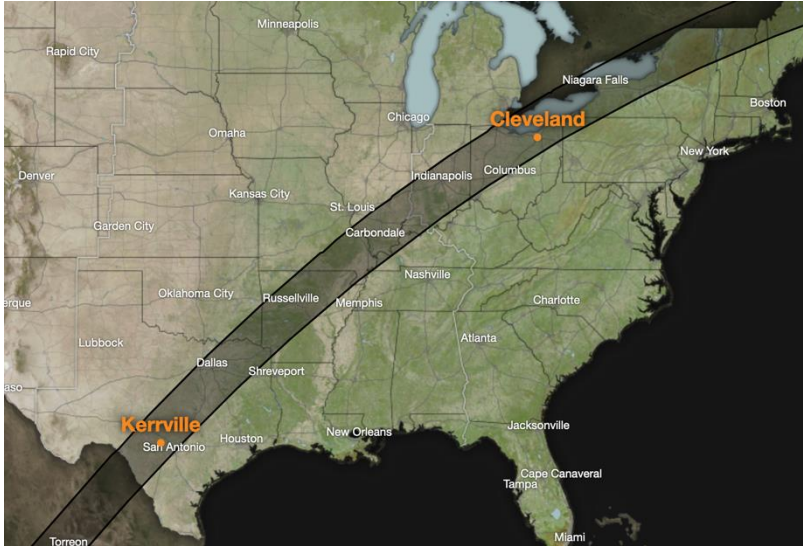 Minneapolis
Rapid City
Niagara Falls
Boston
Chicago
Cleveland
Omaha
New York
Columbus
Denver
Indianapolis
Kansas City
St. Louis
Garden City
Carbondale
Nashville
Oklahoma City
Russellville
Memphis
Charlotte
erque
Lubbock
Atlanta
Dallas
Shreveport
aso
Kerrville
San Antonio
Houston
New Orleans
Jacksonville
Cape Canaveral
Tampa
Miami
Torreon